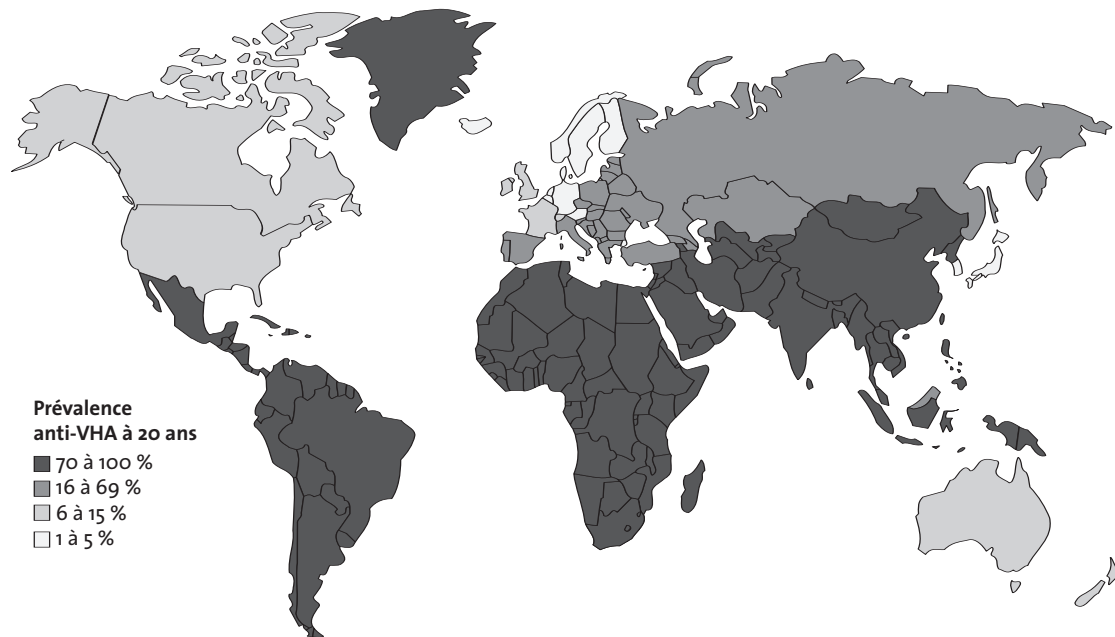 Prévalence
anti-VHA à 20 ans
70 à 100 %
16 à 69 %
6 à 15 %
1 à 5 %